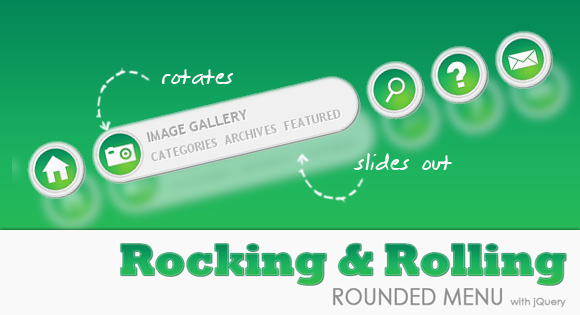 rotates
IMAGE GALLERY
CATEGORIES ARCHIVES FEATURED
?
slides out
Rocking & Rolling
ROUNDED MENU with jQuery